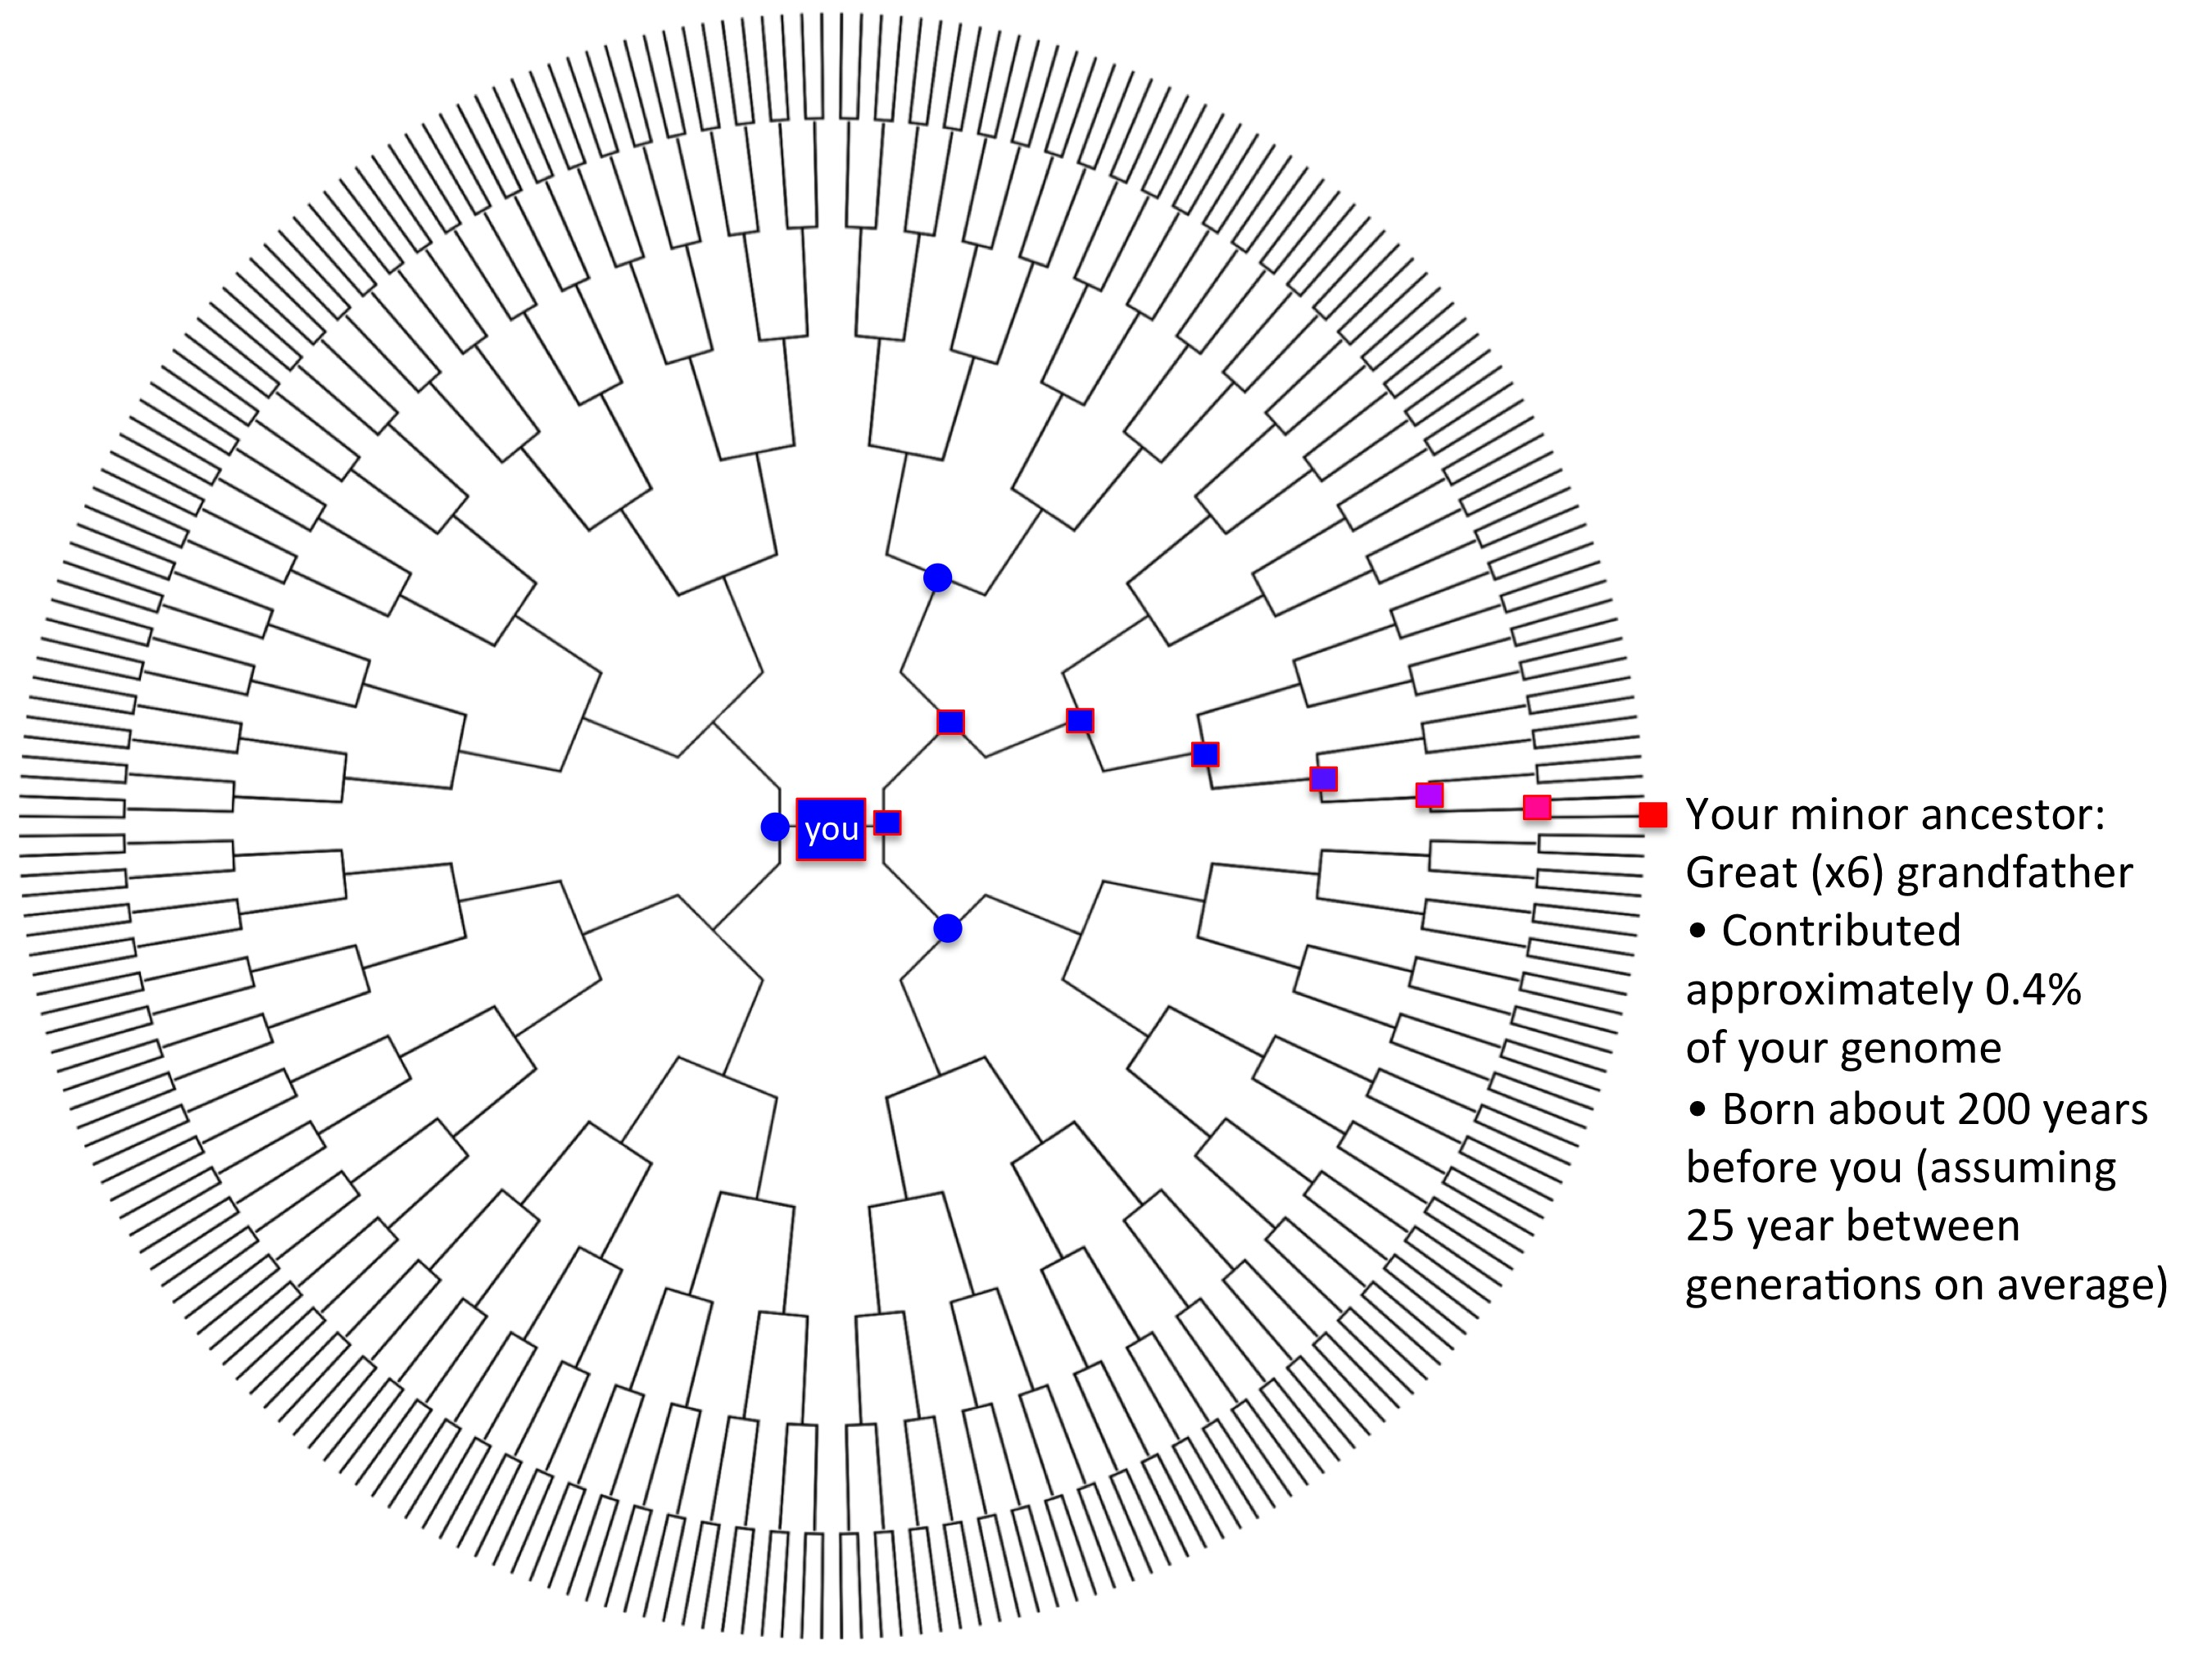 you
Your minor ancestor:
Great (x6) grandfather
• Contributed
approximately 0.4%
of your genome
• Born about 200 years
before you (assuming
25 year between
generations on average)